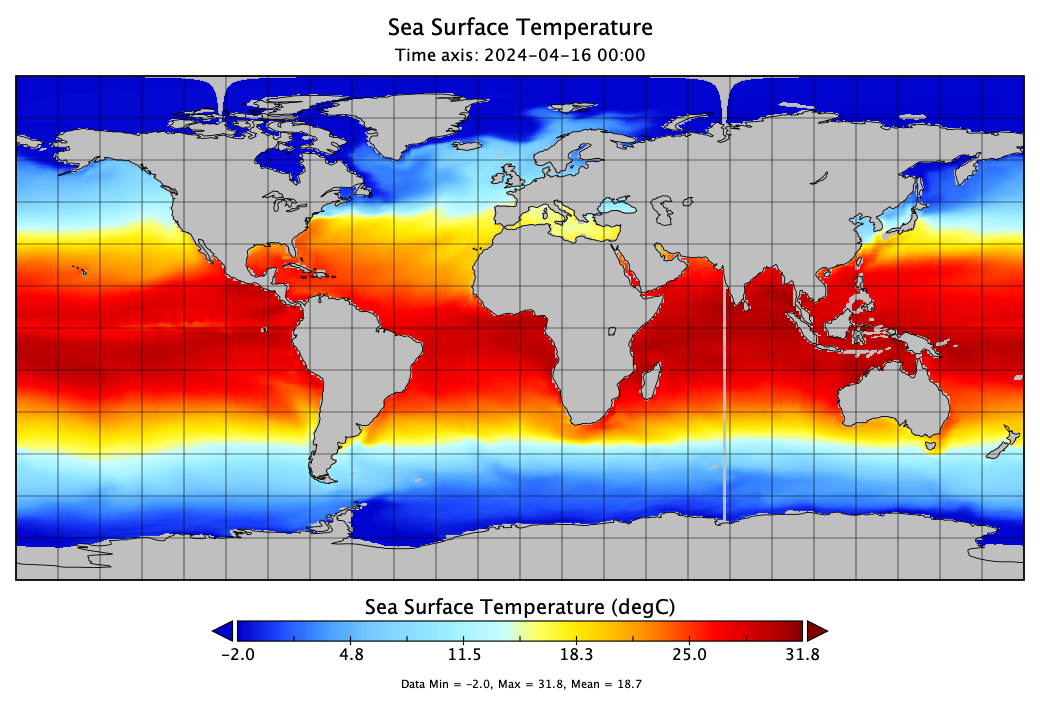 Sea Surface Temperature
Time axis: 2024-04-16 00:00
Sea Surface Temperature (degC)
-2.0 4.8 11.5 18.3 25.0 31.8
Data Min = -2.0, Max = 31.8, Mean = 18.7